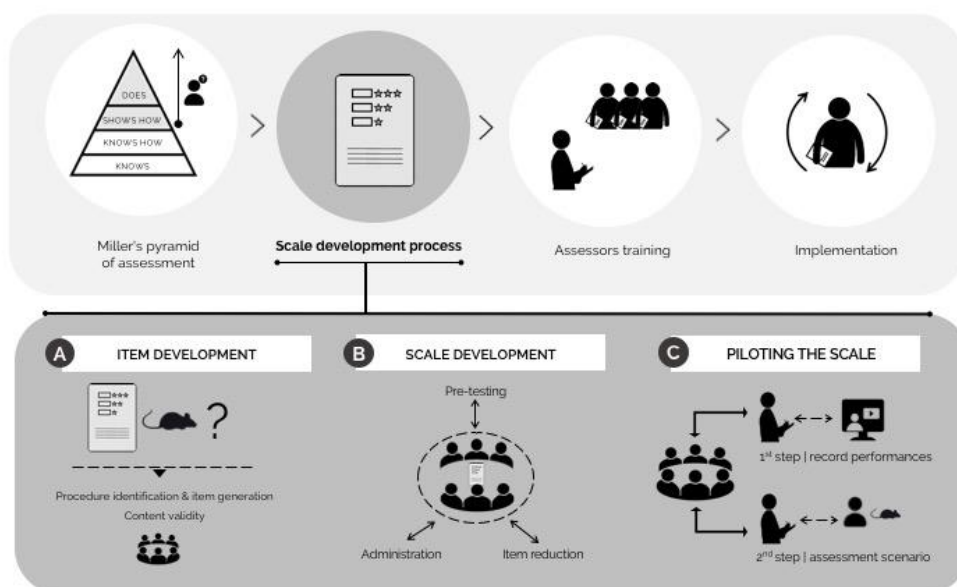 DOES
SHOWS HOW
KNOWS HOW
KNOWS
?
Miller's pyramid
of assessment
Scale development process
Assessors training
Implementation
A
ITEM DEVELOPMENT
?
Procedure identification & item generation
Content validity
B
SCALE DEVELOPMENT
Pre-testing
Administration
Item reduction
C
PILOTING THE SCALE
1st step | record performances
2nd step | assessment scenario